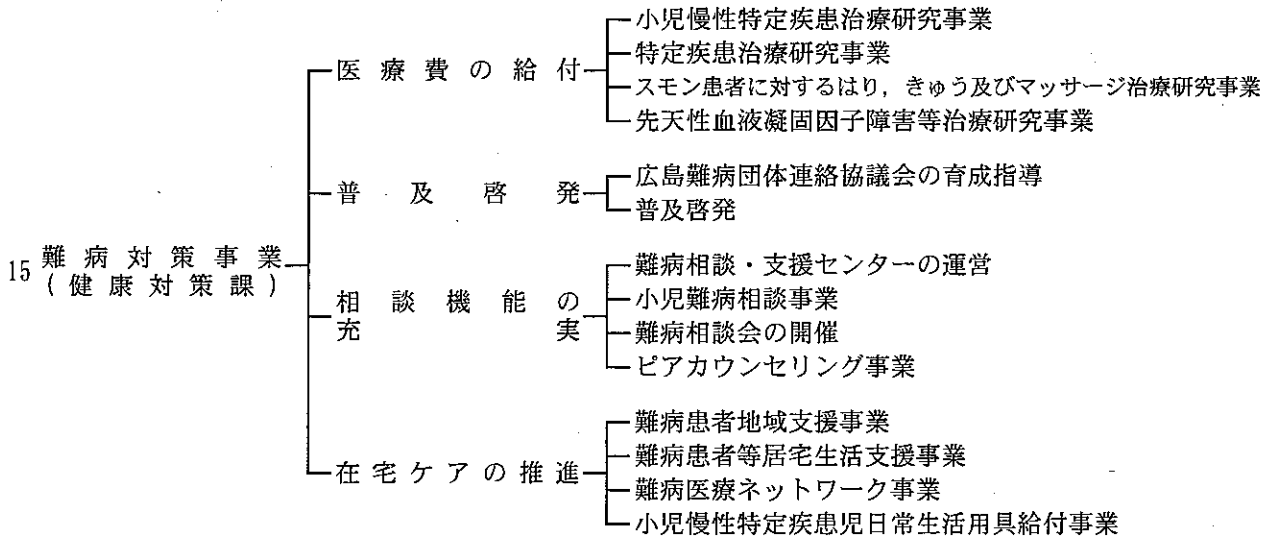 15 難病対策事業
(健康対策課)
医療費の給付
小児慢性特定疾患治療研究事業
特定疾患治療研究事業
スモン患者に対するはり，きゅう及びマッサージ治療研究事業
先天性血液凝固因子障害等治療研究事業
普及啓発
広島難病団体連絡協議会の育成指導
普及啓発
相談機能の
充実
難病相談・支援センターの運営
小児難病相談事業
難病相談会の開催
ピアカウンセリング事業
在宅ケアの推進
難病患者地域支援事業
難病患者等居宅生活支援事業
難病医療ネットワーク事業
小児慢性特定疾患児日常生活用具給付事業